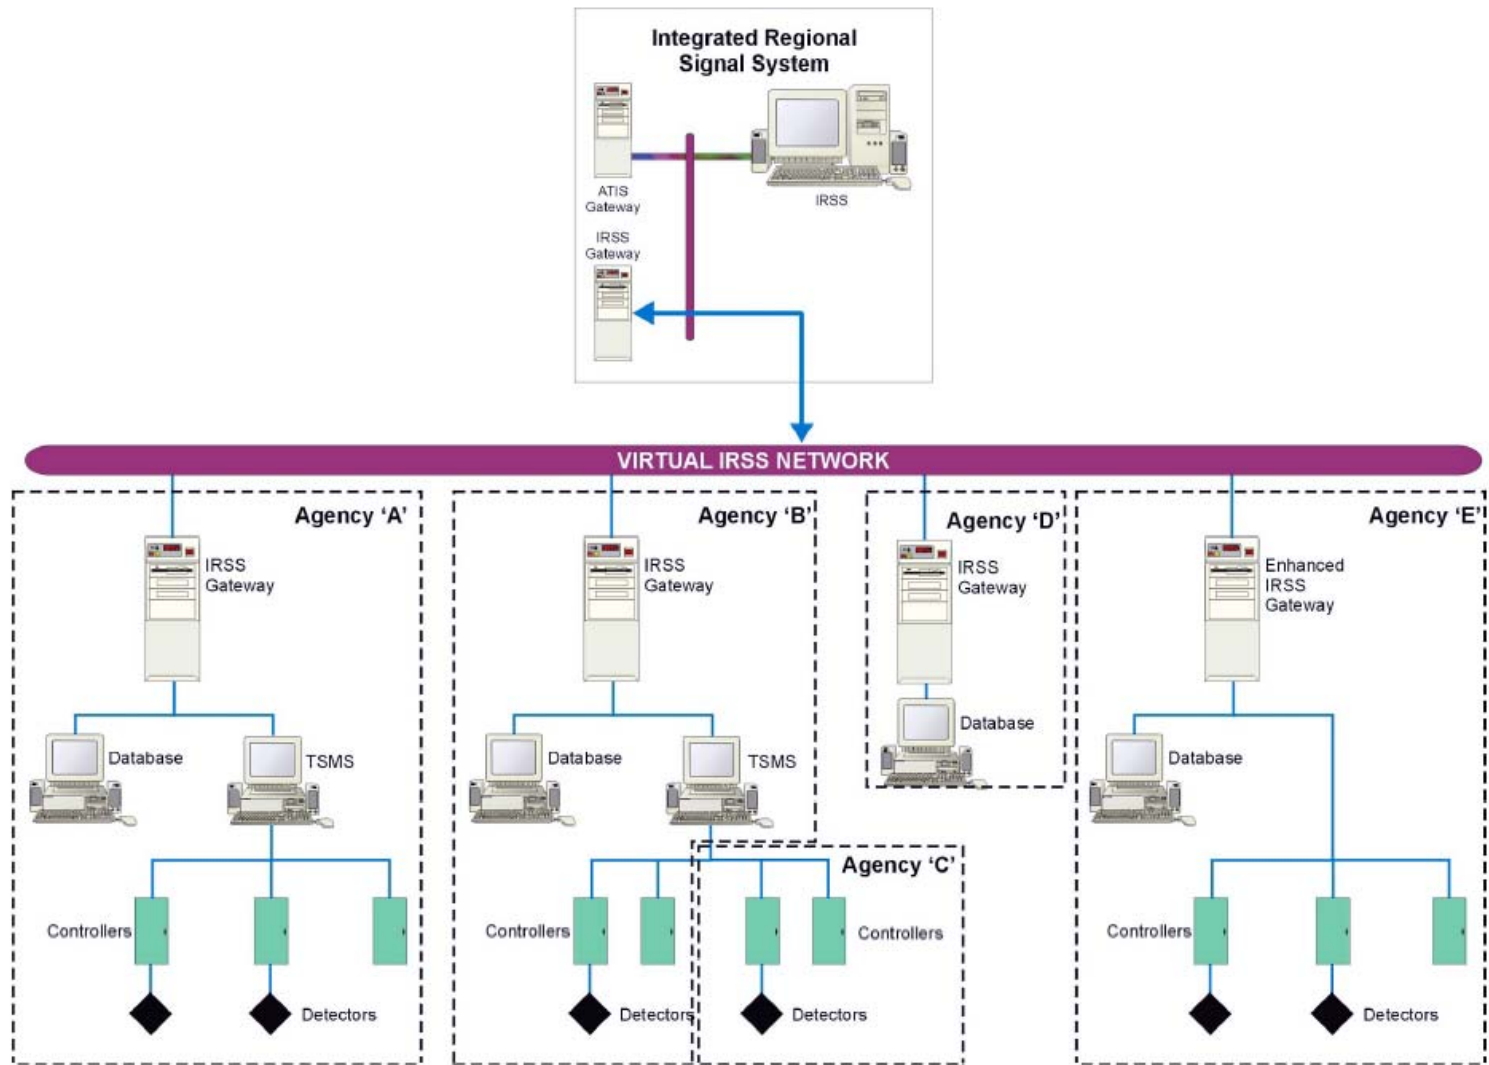 Integrated Regional
Signal System
ATIS
Gateway
IRSS
IRSS
Gateway
VIRTUAL IRSS NETWORK
Agency ‘A’
IRSS
Gateway
Database
TSMS
Controllers
Detectors
Agency ‘B’
IRSS
Gateway
Database
TSMS
Controllers
Detectors
Agency ‘C’
Controllers
Detectors
Agency ‘D’
IRSS
Gateway
Database
Agency ‘E’
Enhanced
IRSS
Gateway
Database
Controllers
Detectors